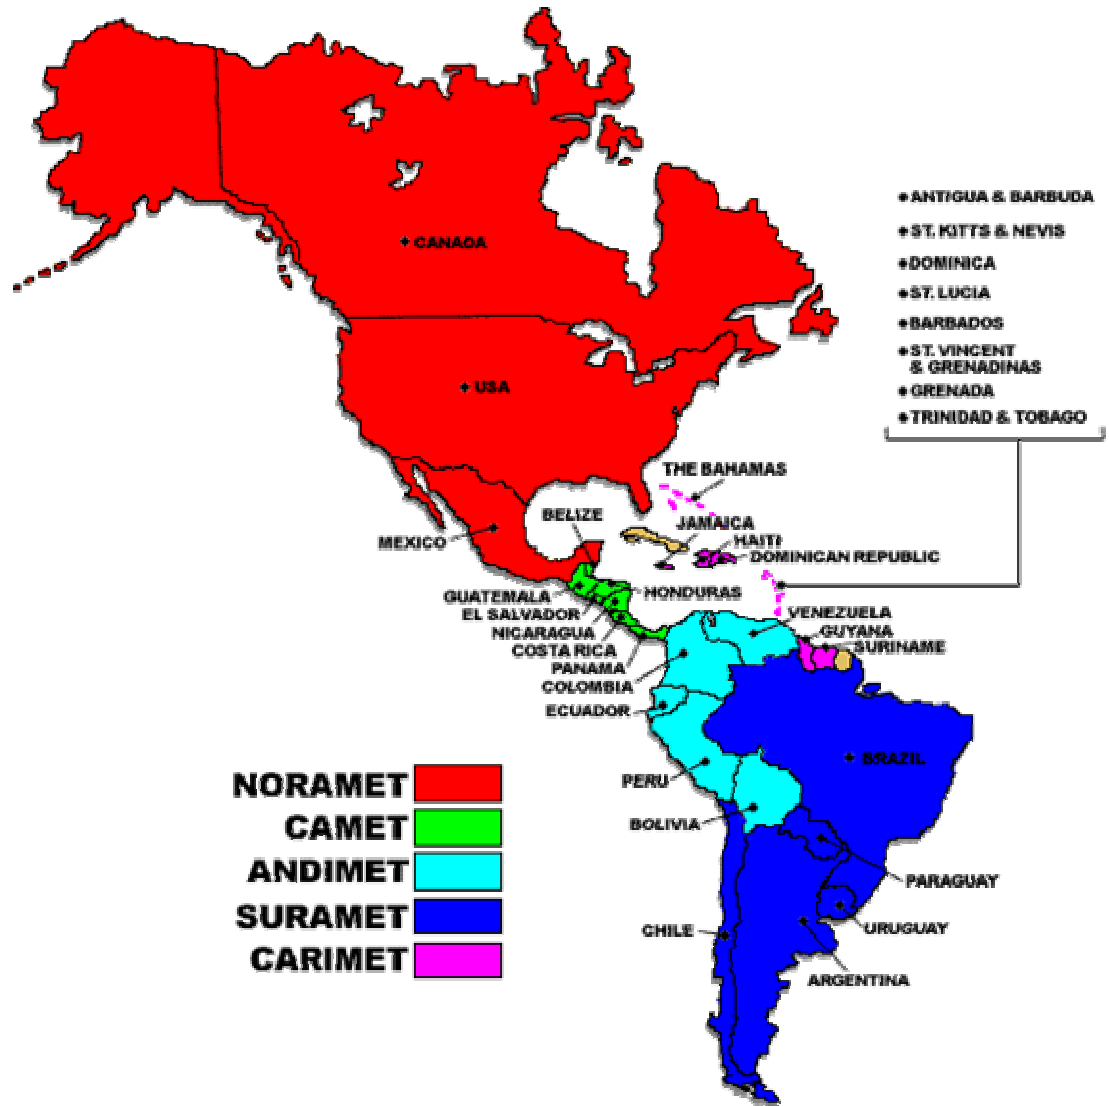 ANTIGUA & BARBUDA
ST. KITTS & NEVIS
DOMINICA
CANADA
ST. LUCIA
BARBADOS
ST. VINCENT
& GRENADINAS
USA
GRENADA
TRINIDAD & TOBAGO
THE BAHAMAS
BELIZE
JAMAICA
MEXICO
HAITI
DOMINICAN REPUBLIC
GUATEMALA
HONDURAS
EL SALVADOR
VENEZUELA
NICARAGUA
GUYANA
COSTA RICA
SURINAME
PANAMA
COLOMBIA
ECUADOR
BRAZIL
PERU
BOLIVIA
PARAGUAY
URUGUAY
CHILE
ARGENTINA
NORAMET
CAMET
ANDIMET
SURAMET
CARIMET